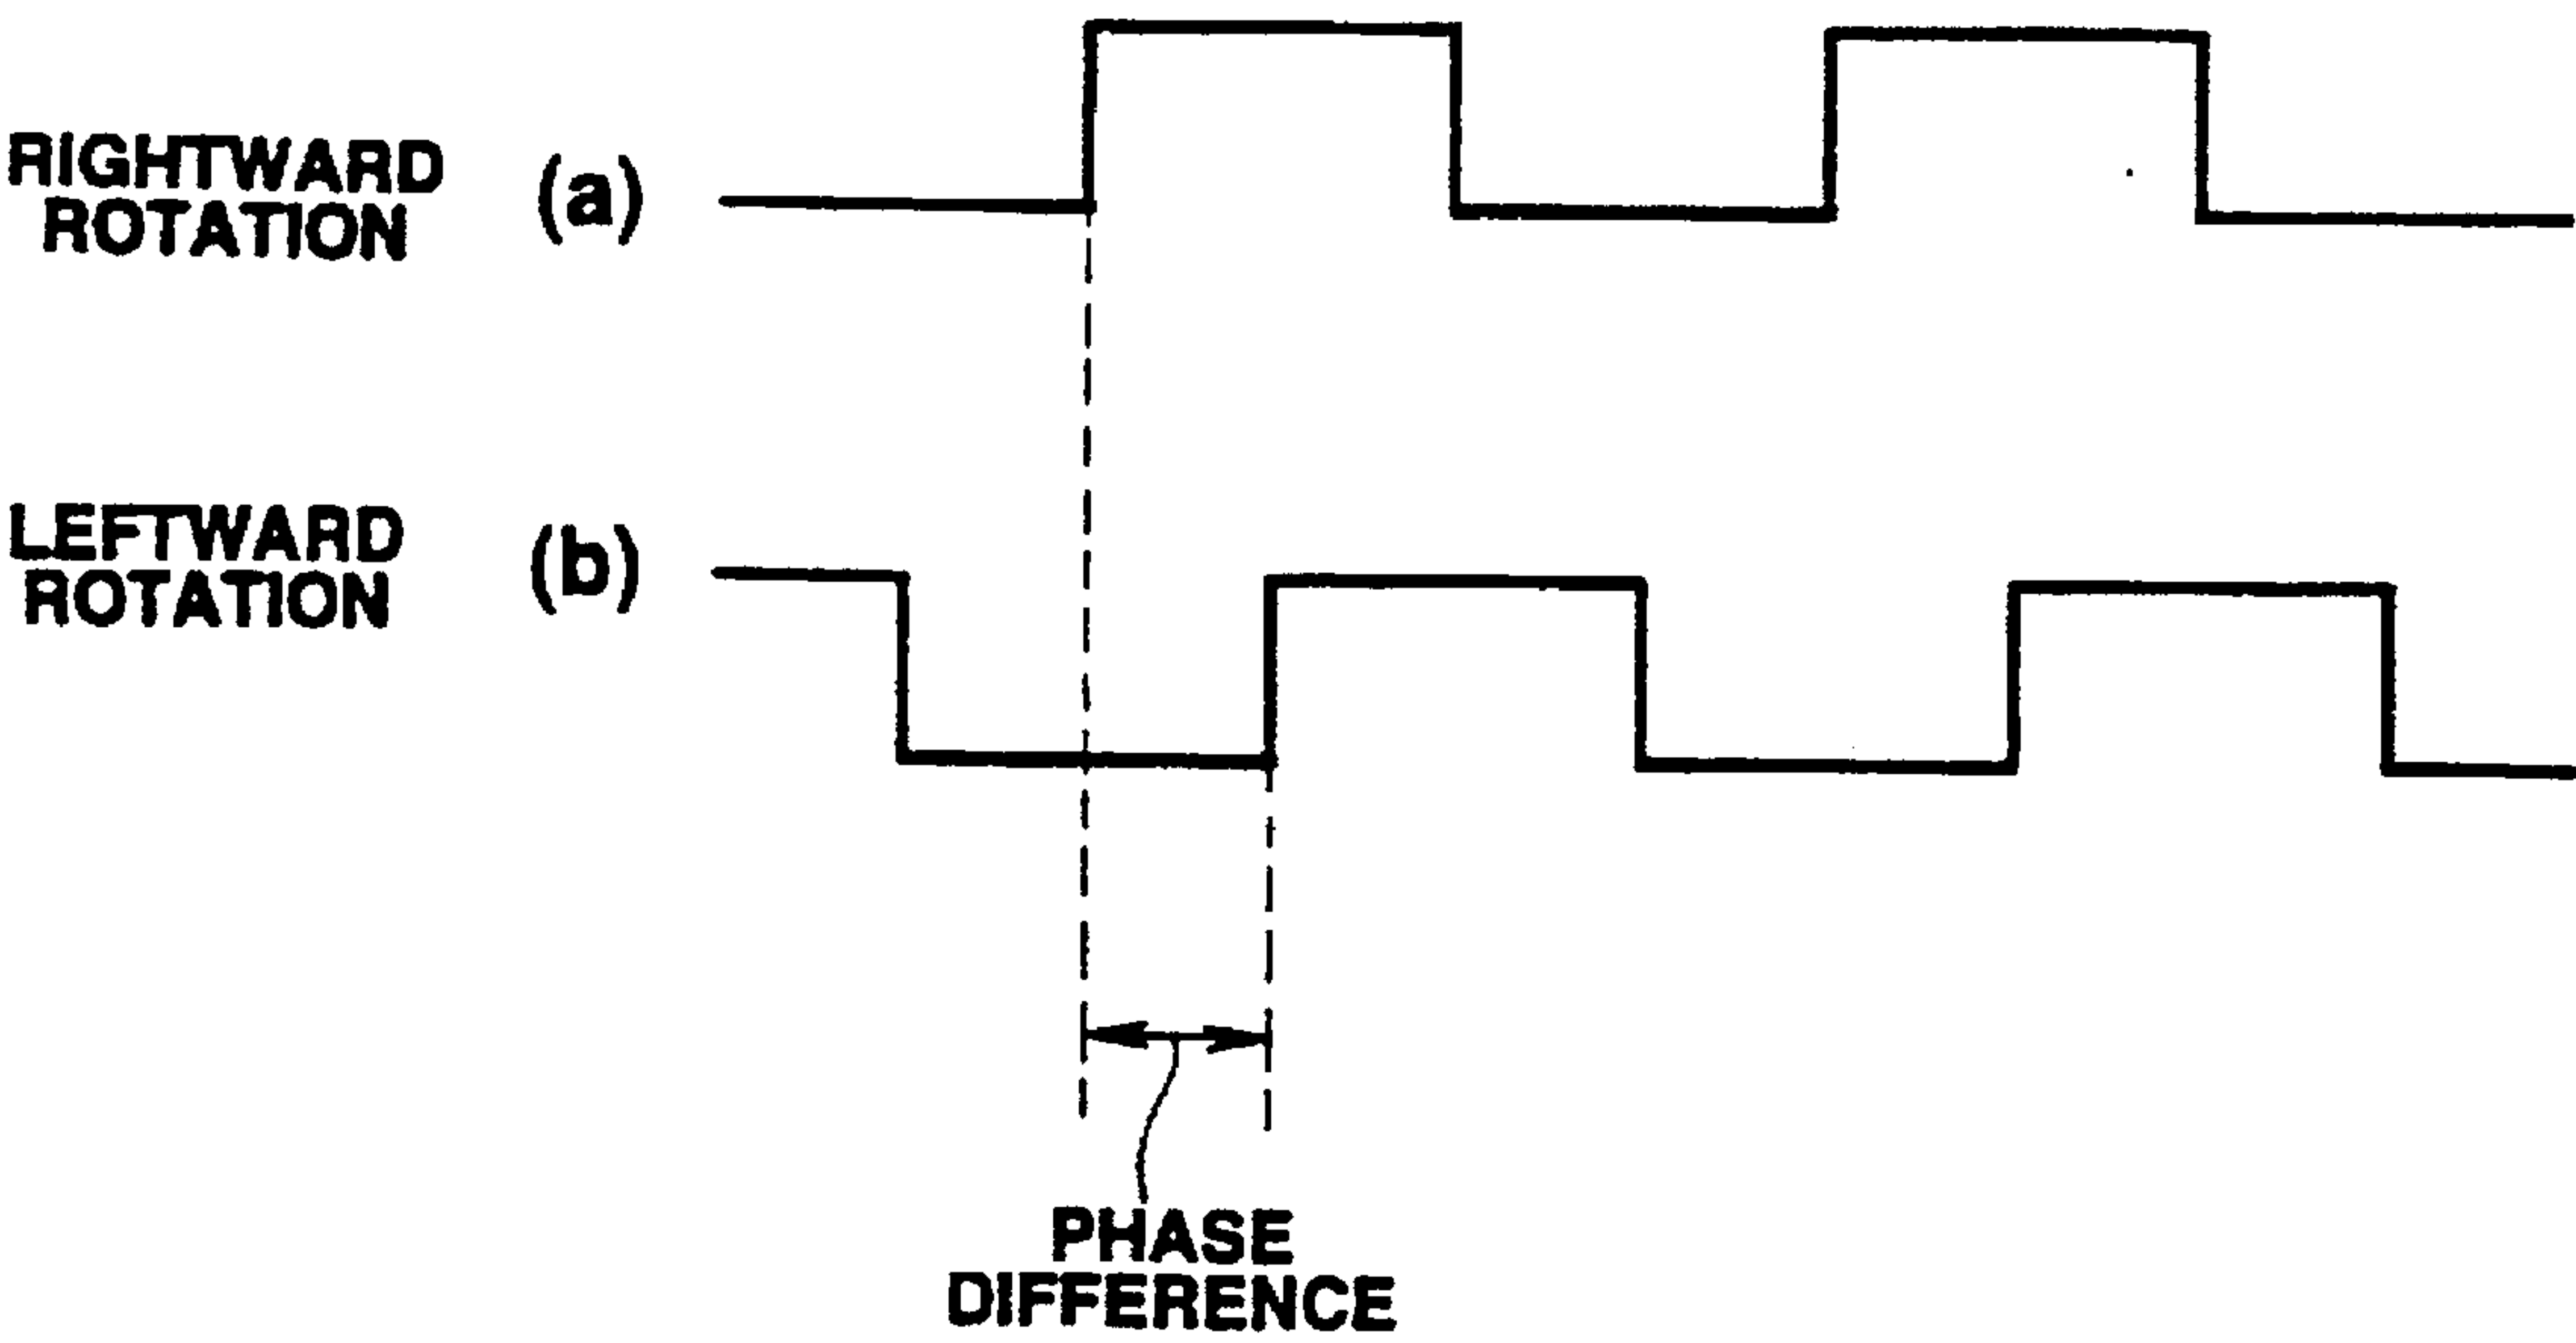 RIGHTWARD
ROTATION
(a)
LEFTWARD
ROTATION
(b)
PHASE
DIFFERENCE